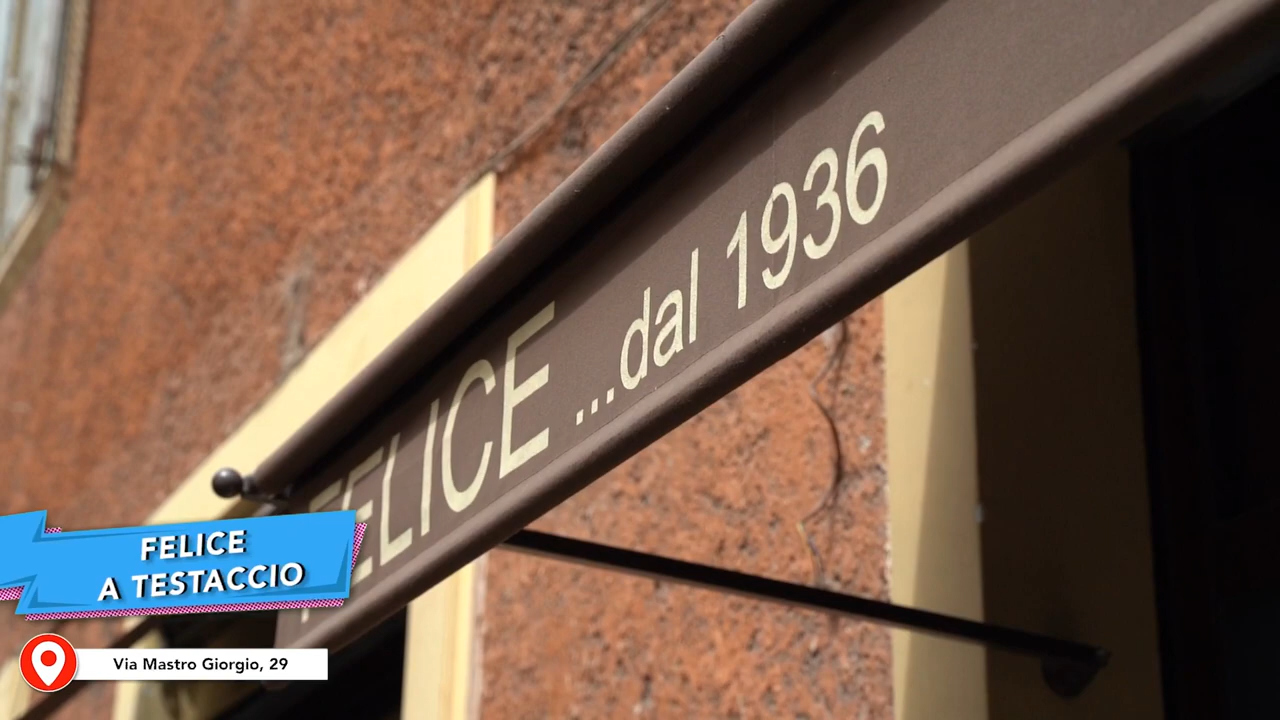 FELICE ...dal 1936
FELICE
A TESTACCIO
Via Mastro Giorgio, 29